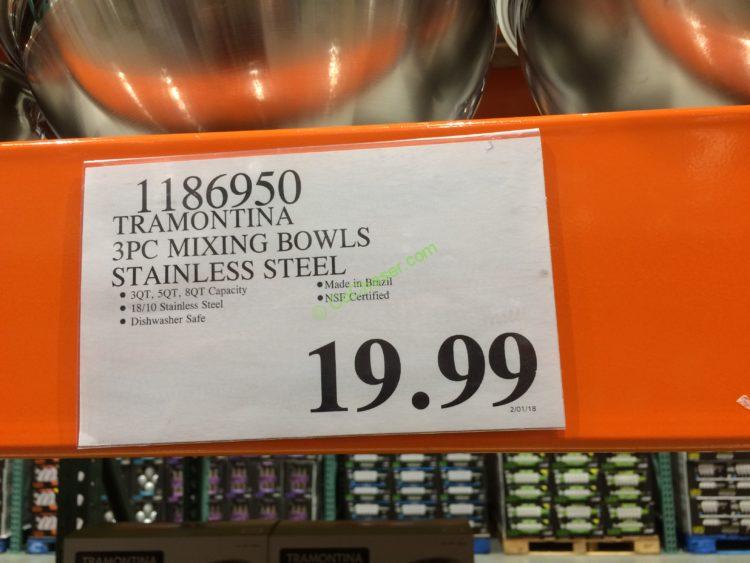 1186950
TRAMONTINA
3PC MIXING BOWLS
STAINLESS STEEL
• 3QT, 5QT, 8QT Capacity
• Made in Brazil
• 18/10 Stainless Steel
• NSF Certified
• Dishwasher Safe
19.99
2/01/18
TRAMONTINA
TRAMONTINA